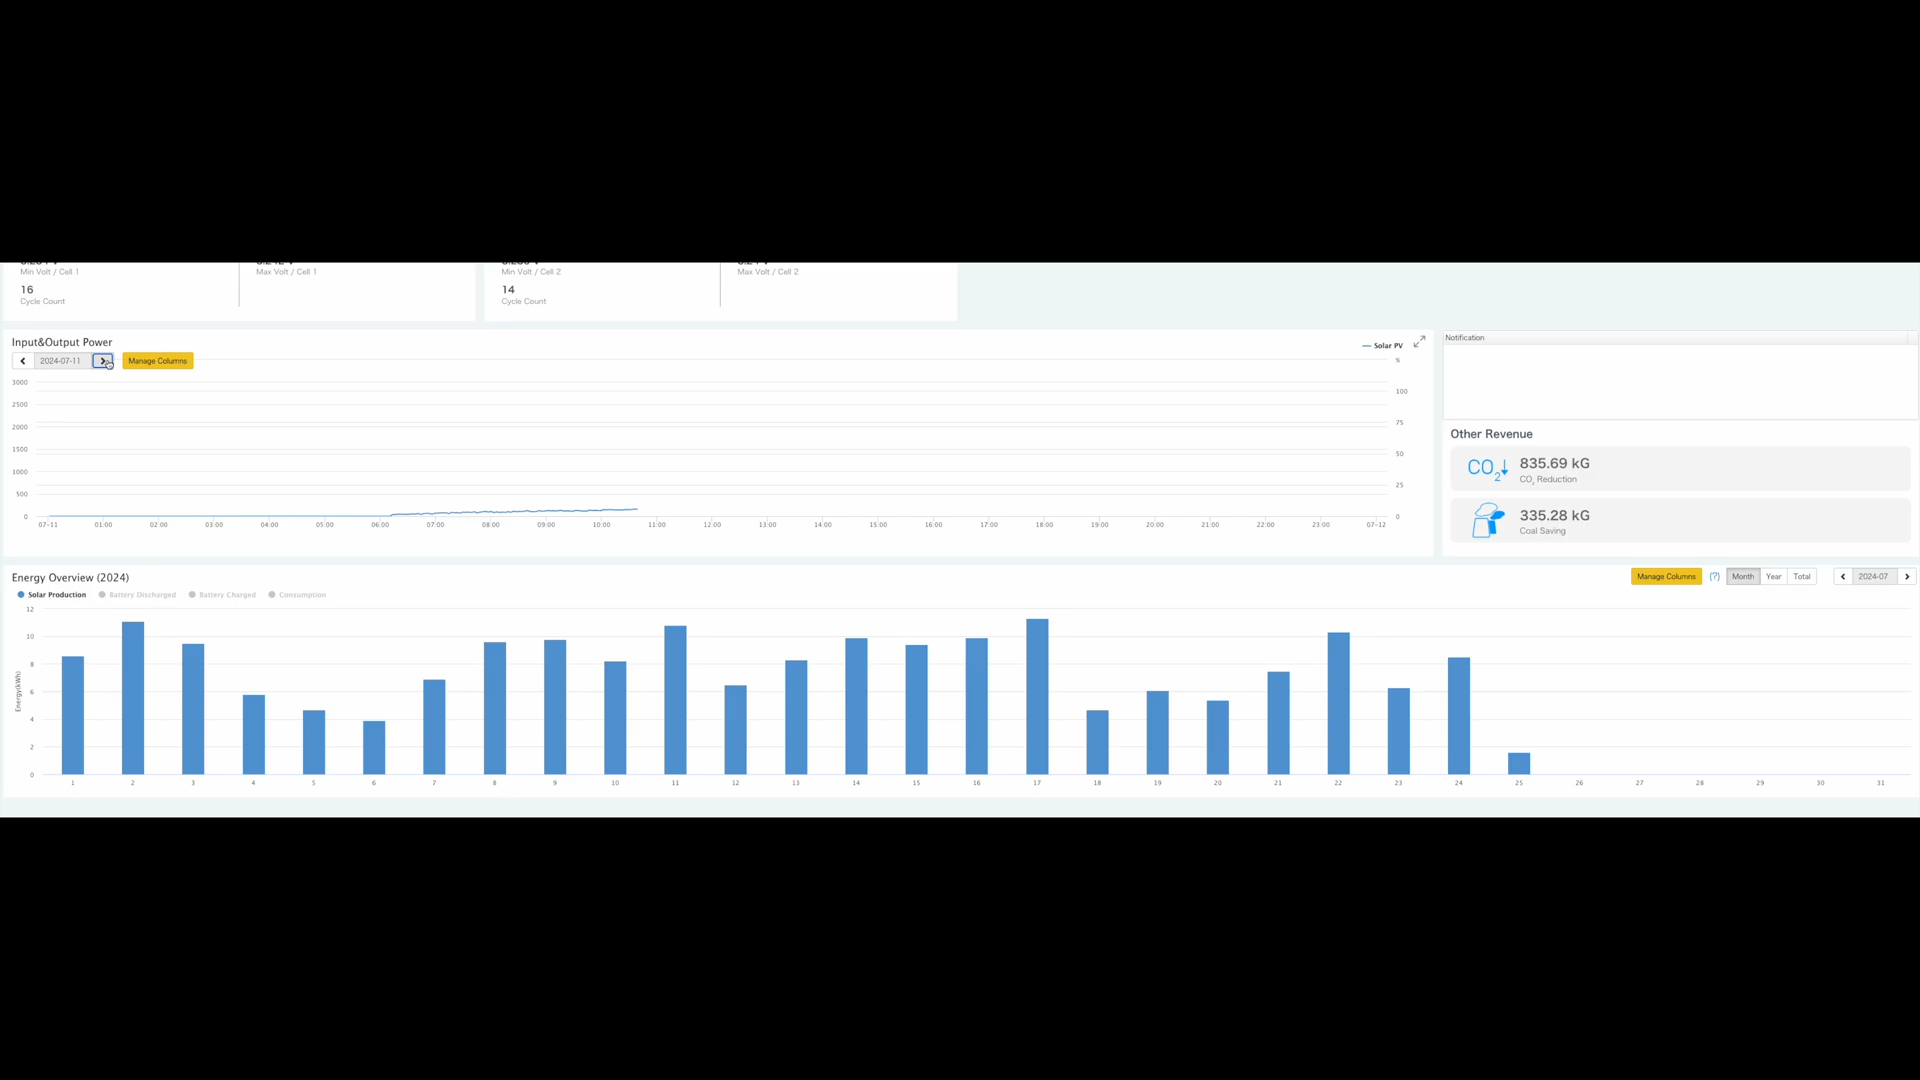 Min Volt / Cell 1
Max Volt / Cell 1
Min Volt / Cell 2
Max Volt / Cell 2
16
Cycle Count
14
Cycle Count
Input&Output Power
2024-07-11
Manage Columns
Solar PV
%
3000
2500
2000
1500
1000
500
0
100
75
50
25
0
07-11 01:00 02:00 03:00 04:00 05:00 06:00 07:00 08:00 09:00 10:00 11:00 12:00 13:00 14:00 15:00 16:00 17:00 18:00 19:00 20:00 21:00 22:00 23:00 07-12
Notification
Other Revenue
CO2
835.69 kG
CO2 Reduction
335.28 kG
Coal Saving
Energy Overview (2024)
Manage Columns (?) Month Year Total 2024-07
Solar Production Battery Discharged Battery Charged Consumption
Energy(kWh)
12
10
8
6
4
2
0
1 2 3 4 5 6 7 8 9 10 11 12 13 14 15 16 17 18 19 20 21 22 23 24 25 26 27 28 29 30 31